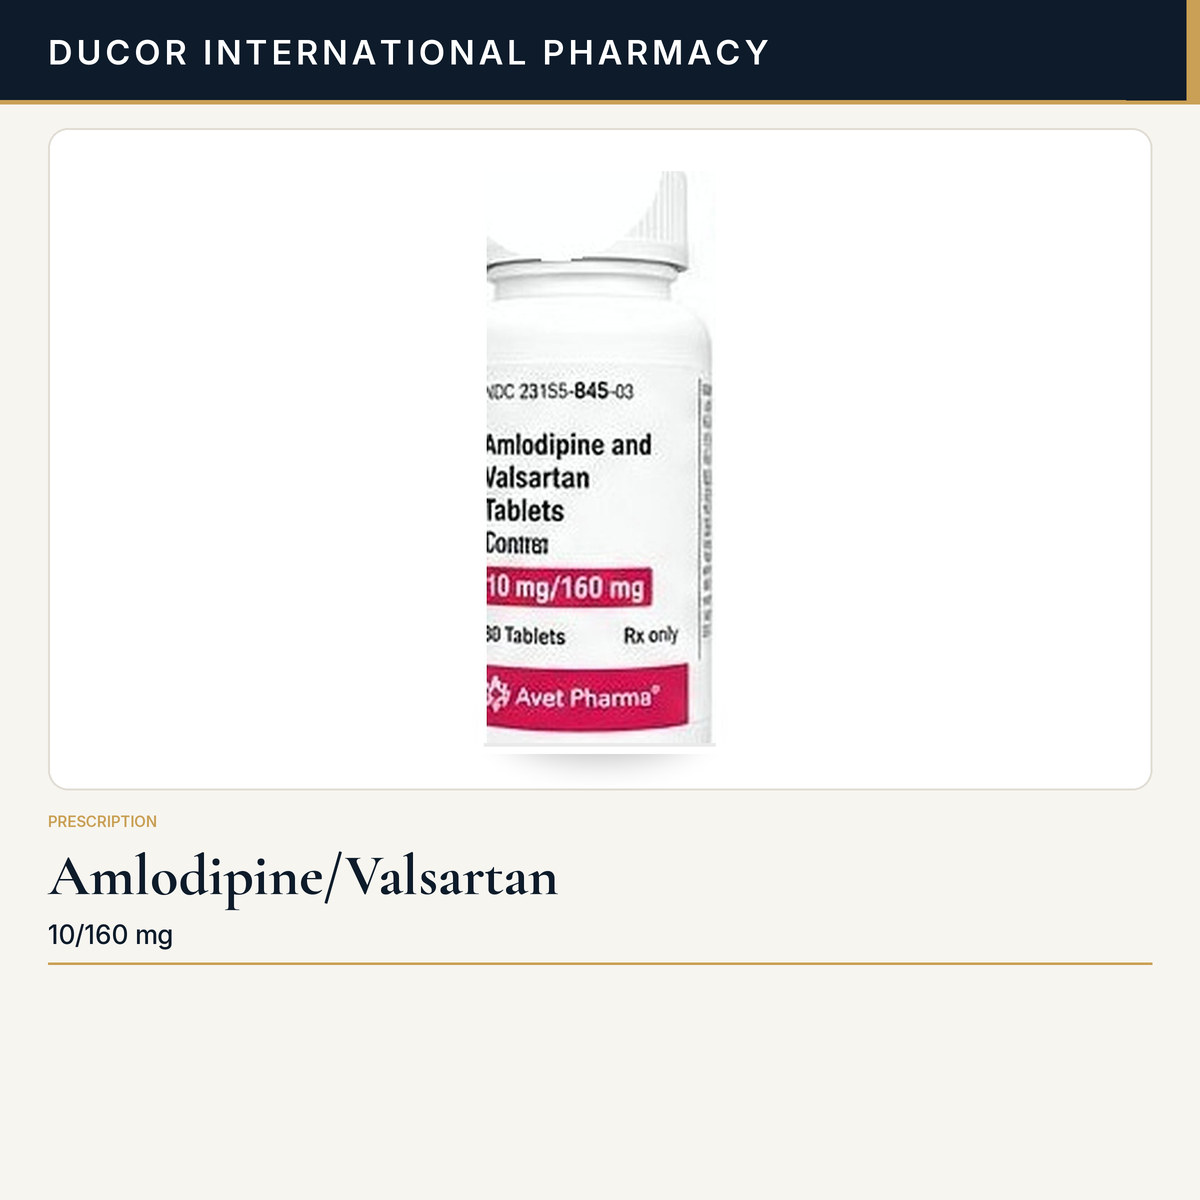 DUCOR INTERNATIONAL PHARMACY
NDC 23155-845-03
Amlodipine and
Valsartan
Tablets
10 mg/160 mg
30 Tablets Rx only
Avet Pharma®
PRESCRIPTION
Amlodipine/Valsartan
10/160 mg